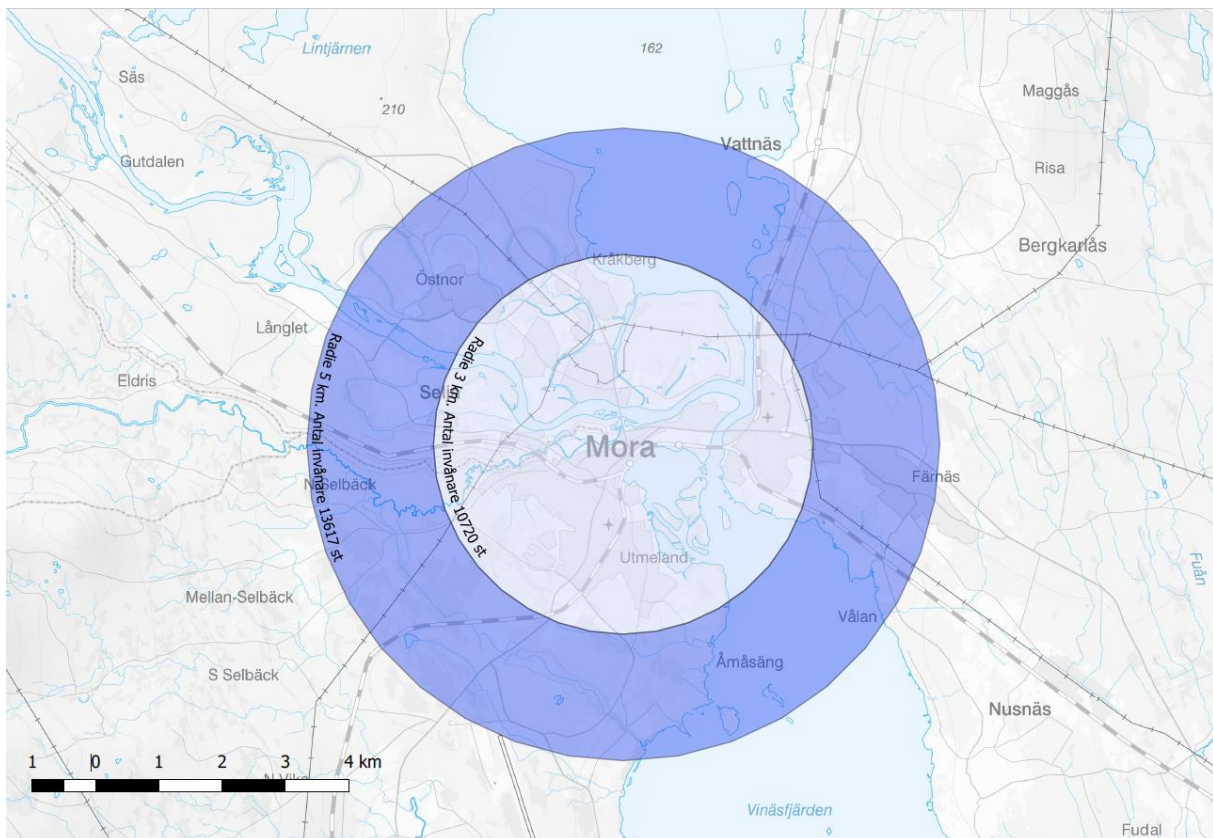 Lintjärnen
162
Säs
Maggås
210
Vattnäs
Gutdalen
Risa
Bergkarlås
Kråkberg
Östnor
Långlet
Eldris
Radie 5 km. Antal invånare 13617 st
Radie 3 km. Antal invånare 10720 st
Mora
N Selbäck
Färnäs
Utmeland
Fuån
Mellan-Selbäck
Vålan
Åmåsäng
S Selbäck
Nusnäs
1 0 1 2 3 4 km
Vinäsfjärden
Fudal